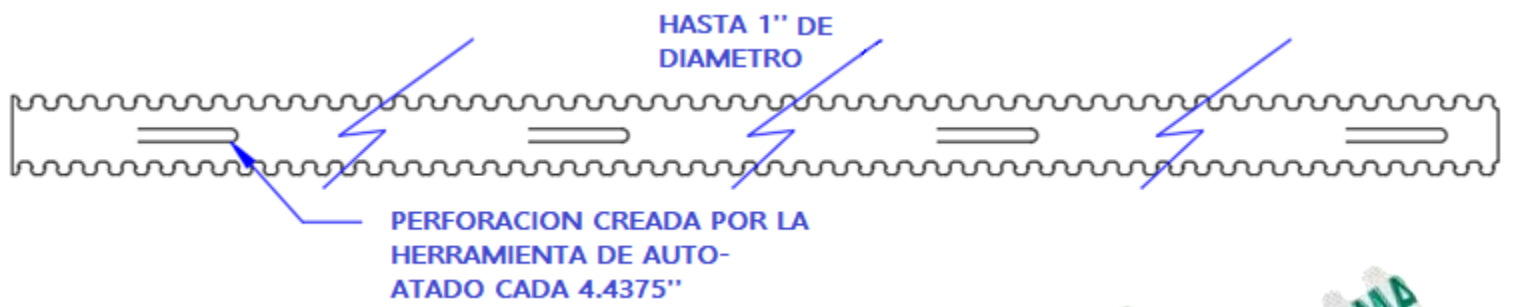 HASTA 1'' DE
DIAMETRO
PERFORACION CREADA POR LA
HERRAMIENTA DE AUTO-
ATADO CADA 4.4375''